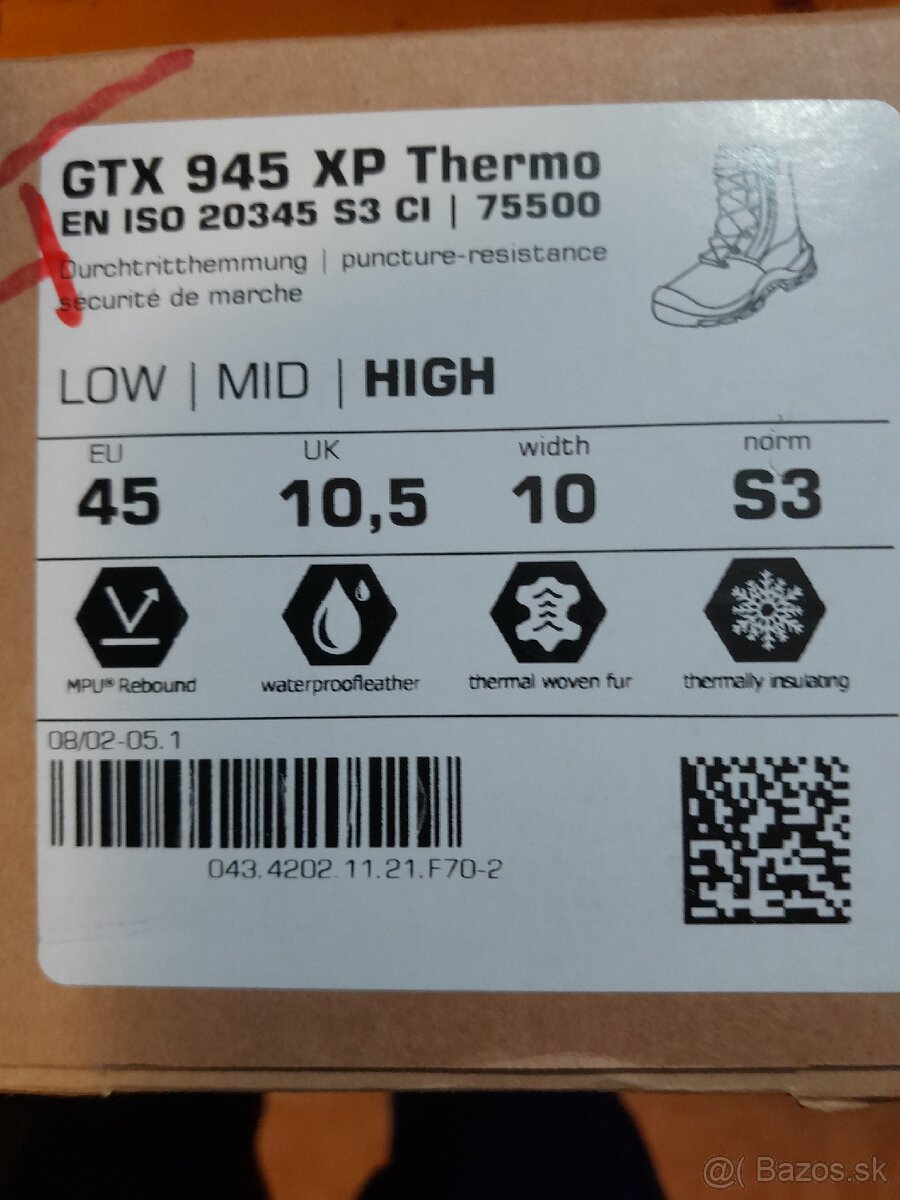 GTX 945 XP Thermo
EN ISO 20345 S3 CI | 75500
Durchtritthemmung | puncture-resistance
sécurité de marche
LOW | MID | HIGH
EU UK width norm
45 10,5 10 S3
MPU® Rebound waterproofleather thermal woven fur thermally insulating
08/02-05.1
043.4202.11.21.F70-2
@( Bazos.sk